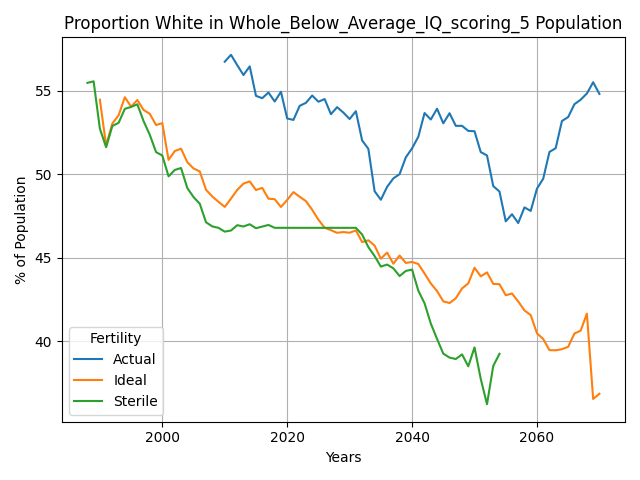 Proportion White in Whole_Below_Average_IQ_scoring_5 Population
% of Population
55
50
45
40
Fertility
Actual
Ideal
Sterile
2000
2020
2040
2060
Years